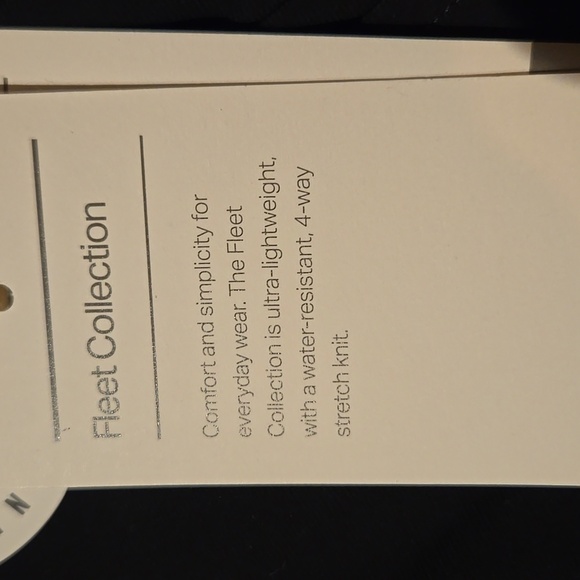 Fleet Collection
Comfort and simplicity for
everyday wear. The Fleet
Collection is ultra-lightweight,
with a water-resistant, 4-way
stretch knit.
N